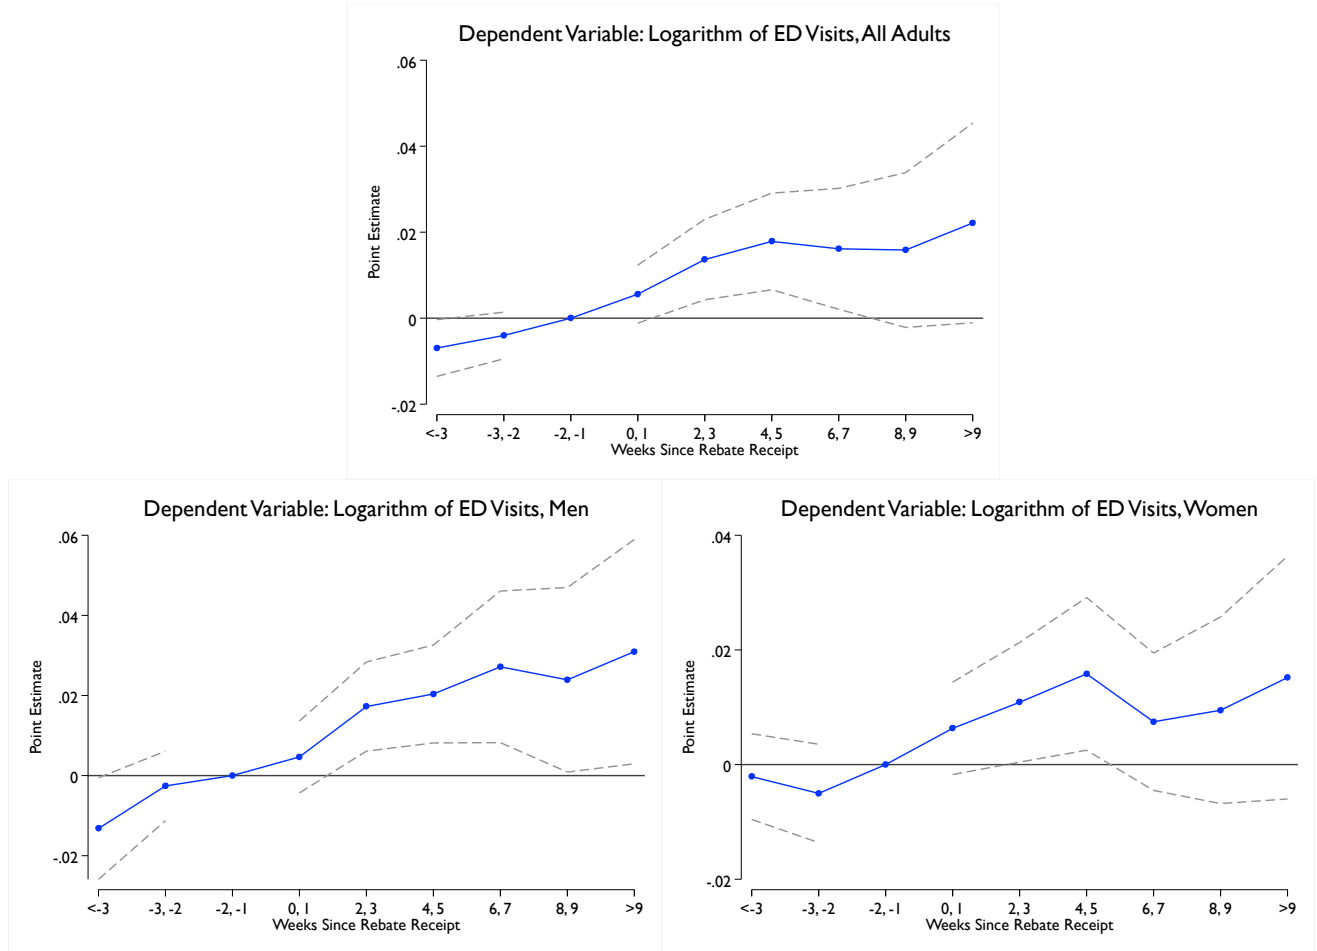 Dependent Variable: Logarithm of ED Visits, All Adults
.06
.04
.02
0
-.02
Point Estimate
<-3 -3, -2 -2, -1 0, 1 2, 3 4, 5 6, 7 8, 9 >9
Weeks Since Rebate Receipt
Dependent Variable: Logarithm of ED Visits, Men
.06
.04
.02
0
-.02
Point Estimate
<-3 -3, -2 -2, -1 0, 1 2, 3 4, 5 6, 7 8, 9 >9
Weeks Since Rebate Receipt
Dependent Variable: Logarithm of ED Visits, Women
.04
.02
0
-.02
Point Estimate
<-3 -3, -2 -2, -1 0, 1 2, 3 4, 5 6, 7 8, 9 >9
Weeks Since Rebate Receipt